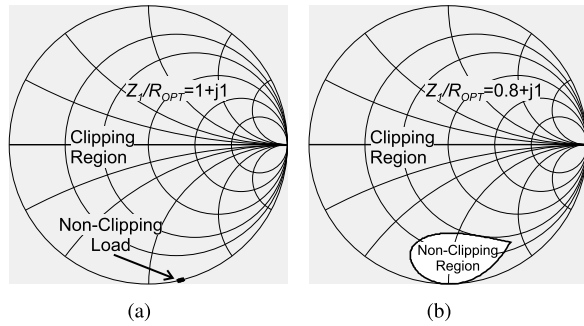 Z1/ROPT=1+j1
Clipping
Region
Non-Clipping
Load
(a)
Z1/ROPT=0.8+j1
Clipping
Region
Non-Clipping
Region
(b)